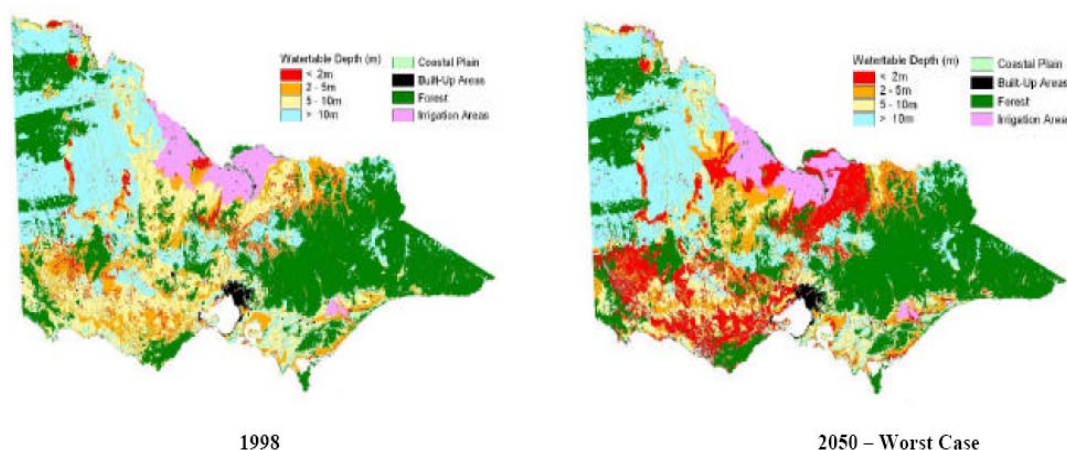 Watertable Depth (m)
< 2m
2 - 5m
5 - 10m
> 10m
Coastal Plain
Built-Up Areas
Forest
Irrigation Areas
Watertable Depth (m)
< 2m
2 - 5m
5 - 10m
> 10m
Coastal Plain
Built-Up Areas
Forest
Irrigation Areas
1998
2050 – Worst Case